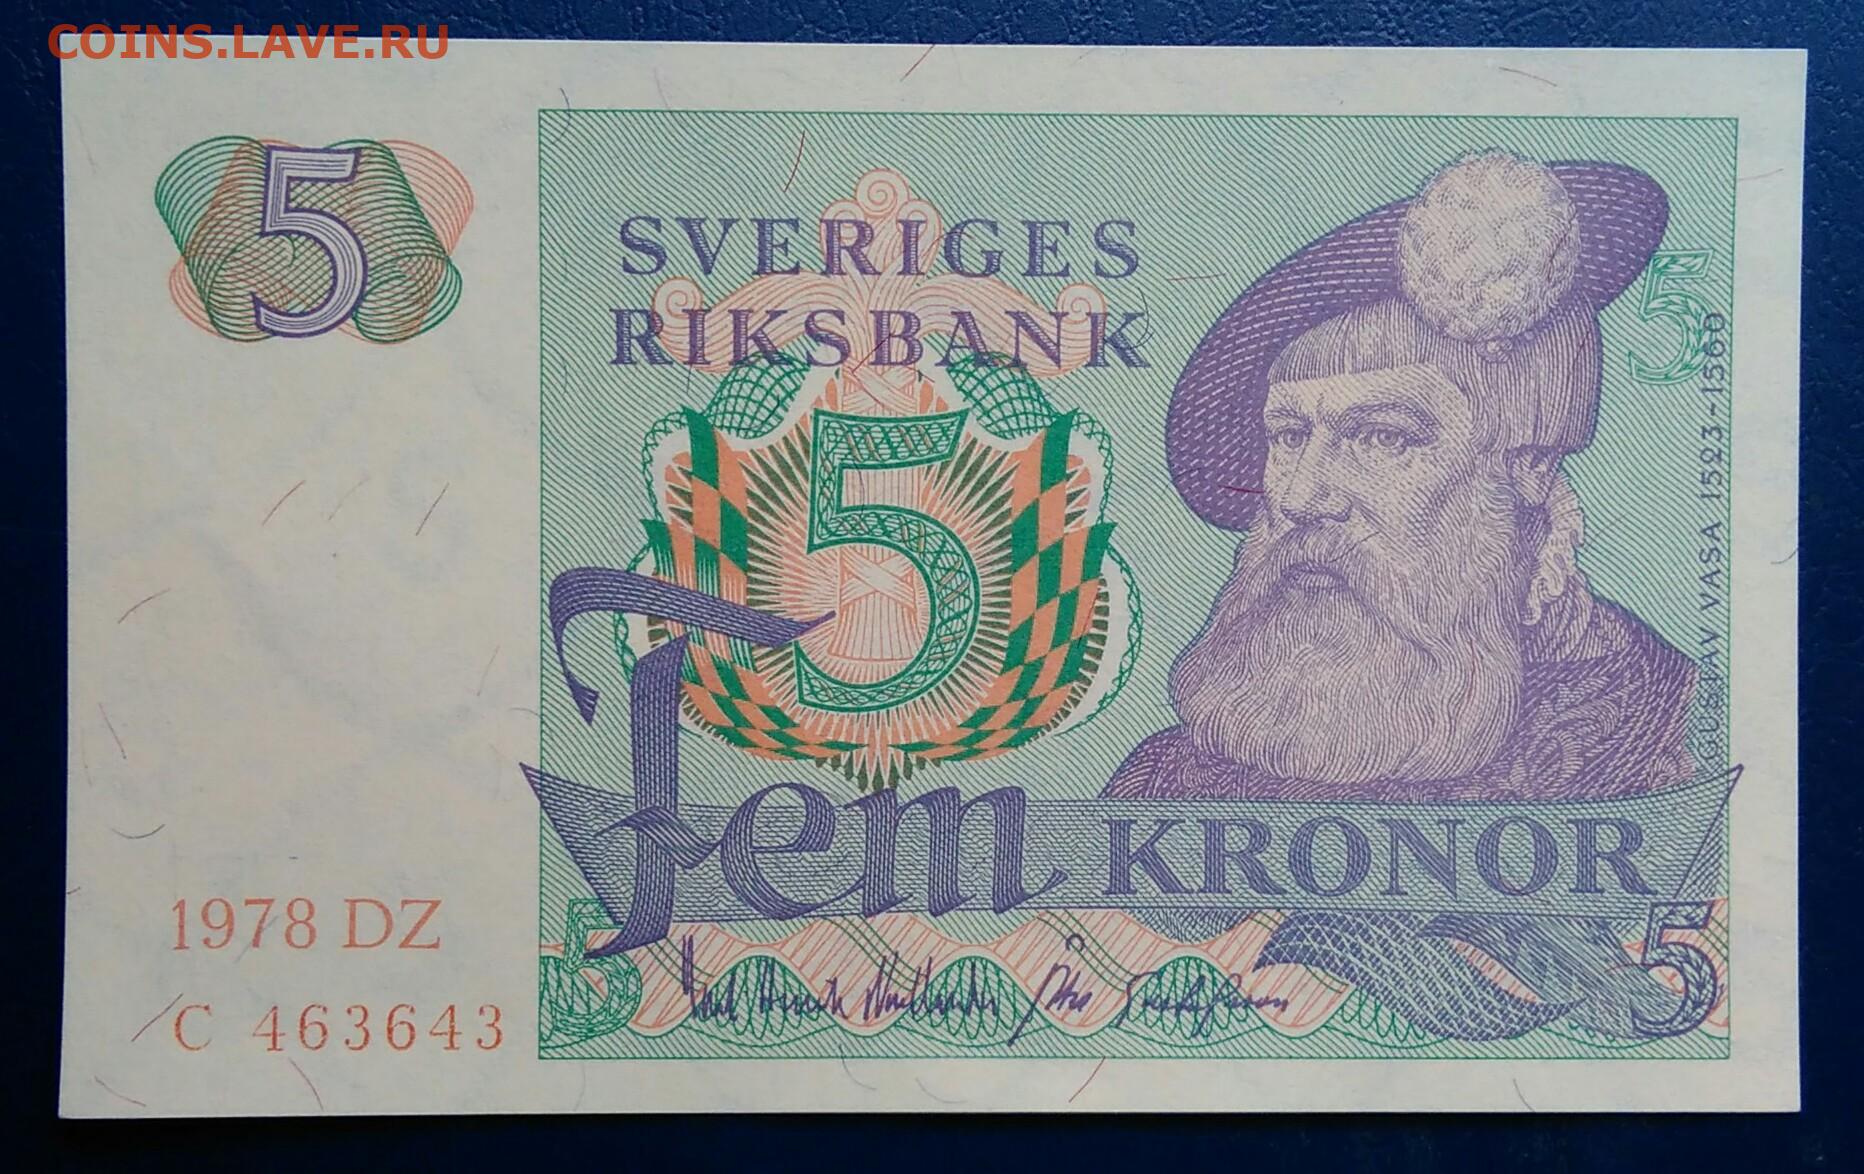 COINS.LAVE.RU
5
SVERIGES
RIKSBANK
5
5
GUSTAV VASA 1523-1560
Fem KRONOR
1978 DZ
C 463643
5
5